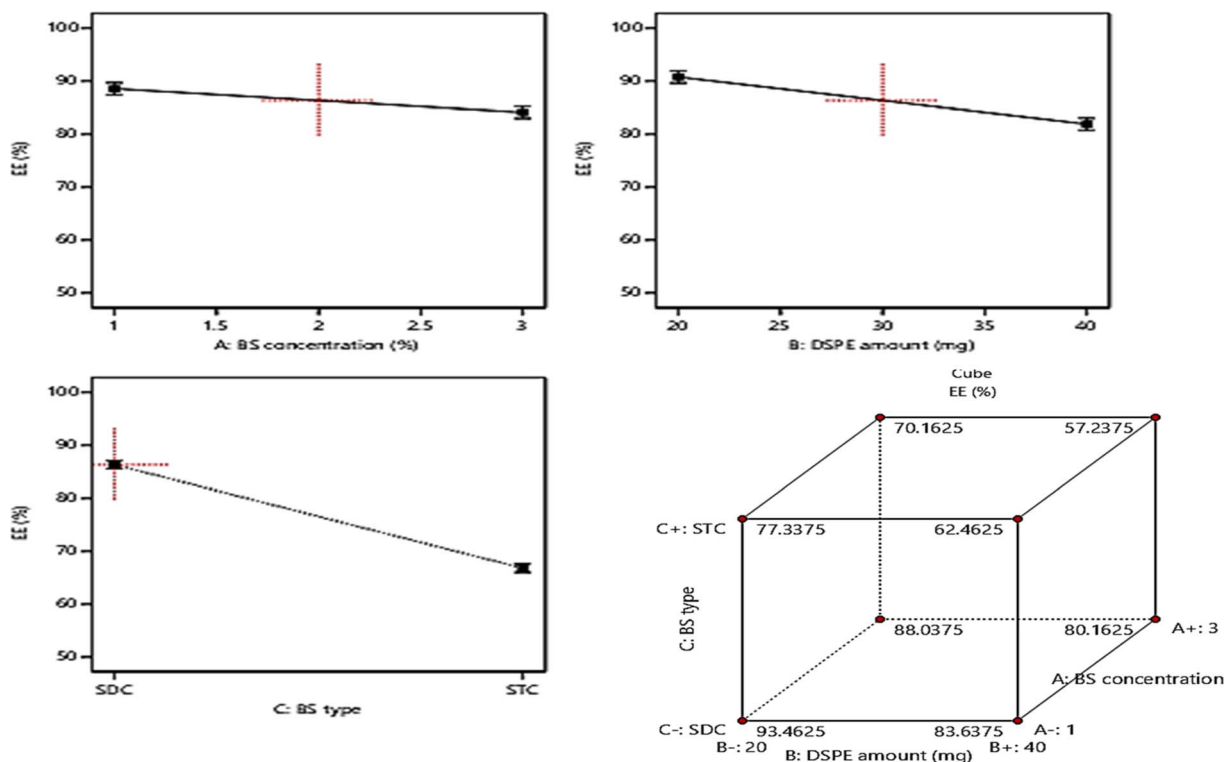 100
90
80
70
60
50
EE (%)
1
1.5
2
2.5
3
A: BS concentration (%)
100
90
80
70
60
50
EE (%)
20
25
30
35
40
B: DSPE amount (mg)
100
90
80
70
60
50
EE (%)
SDC
STC
C: BS type
Cube
EE (%)
70.1625 57.2375
C+: STC 77.3375 62.4625
C: BS type
88.0375 80.1625 A+: 3
A: BS concentration
C-: SDC 93.4625 83.6375 A-: 1
B-: 20 B+: 40
B: DSPE amount (mg)